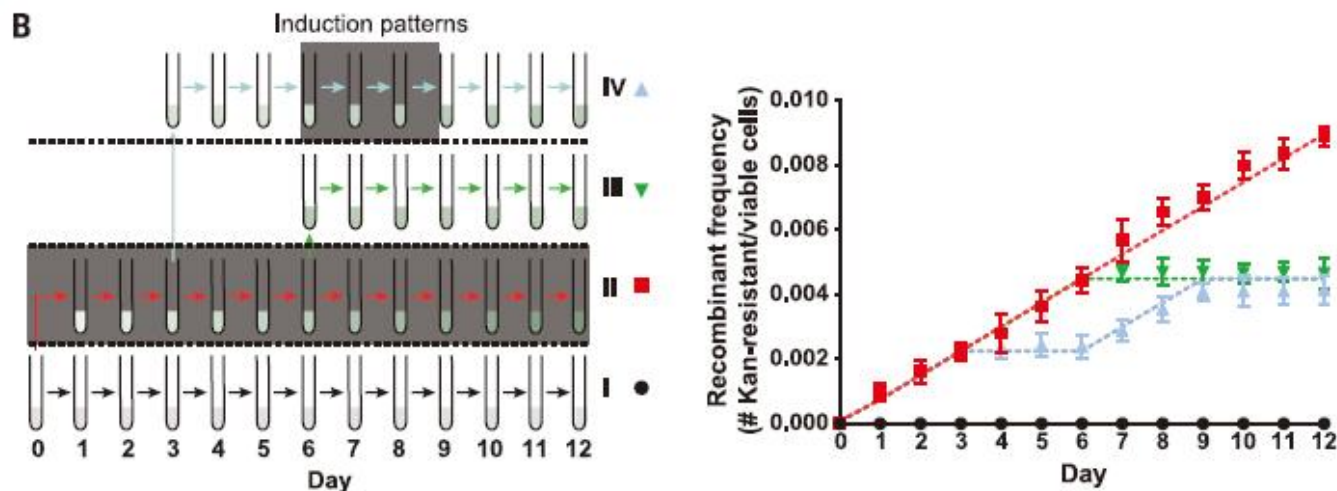 B
Induction patterns
IV
III
II
I
0 1 2 3 4 5 6 7 8 9 10 11 12
Day
Recombinant frequency
(# Kan-resistant/viable cells)
0.010
0.008
0.006
0.004
0.002
0.000
0 1 2 3 4 5 6 7 8 9 10 11 12
Day